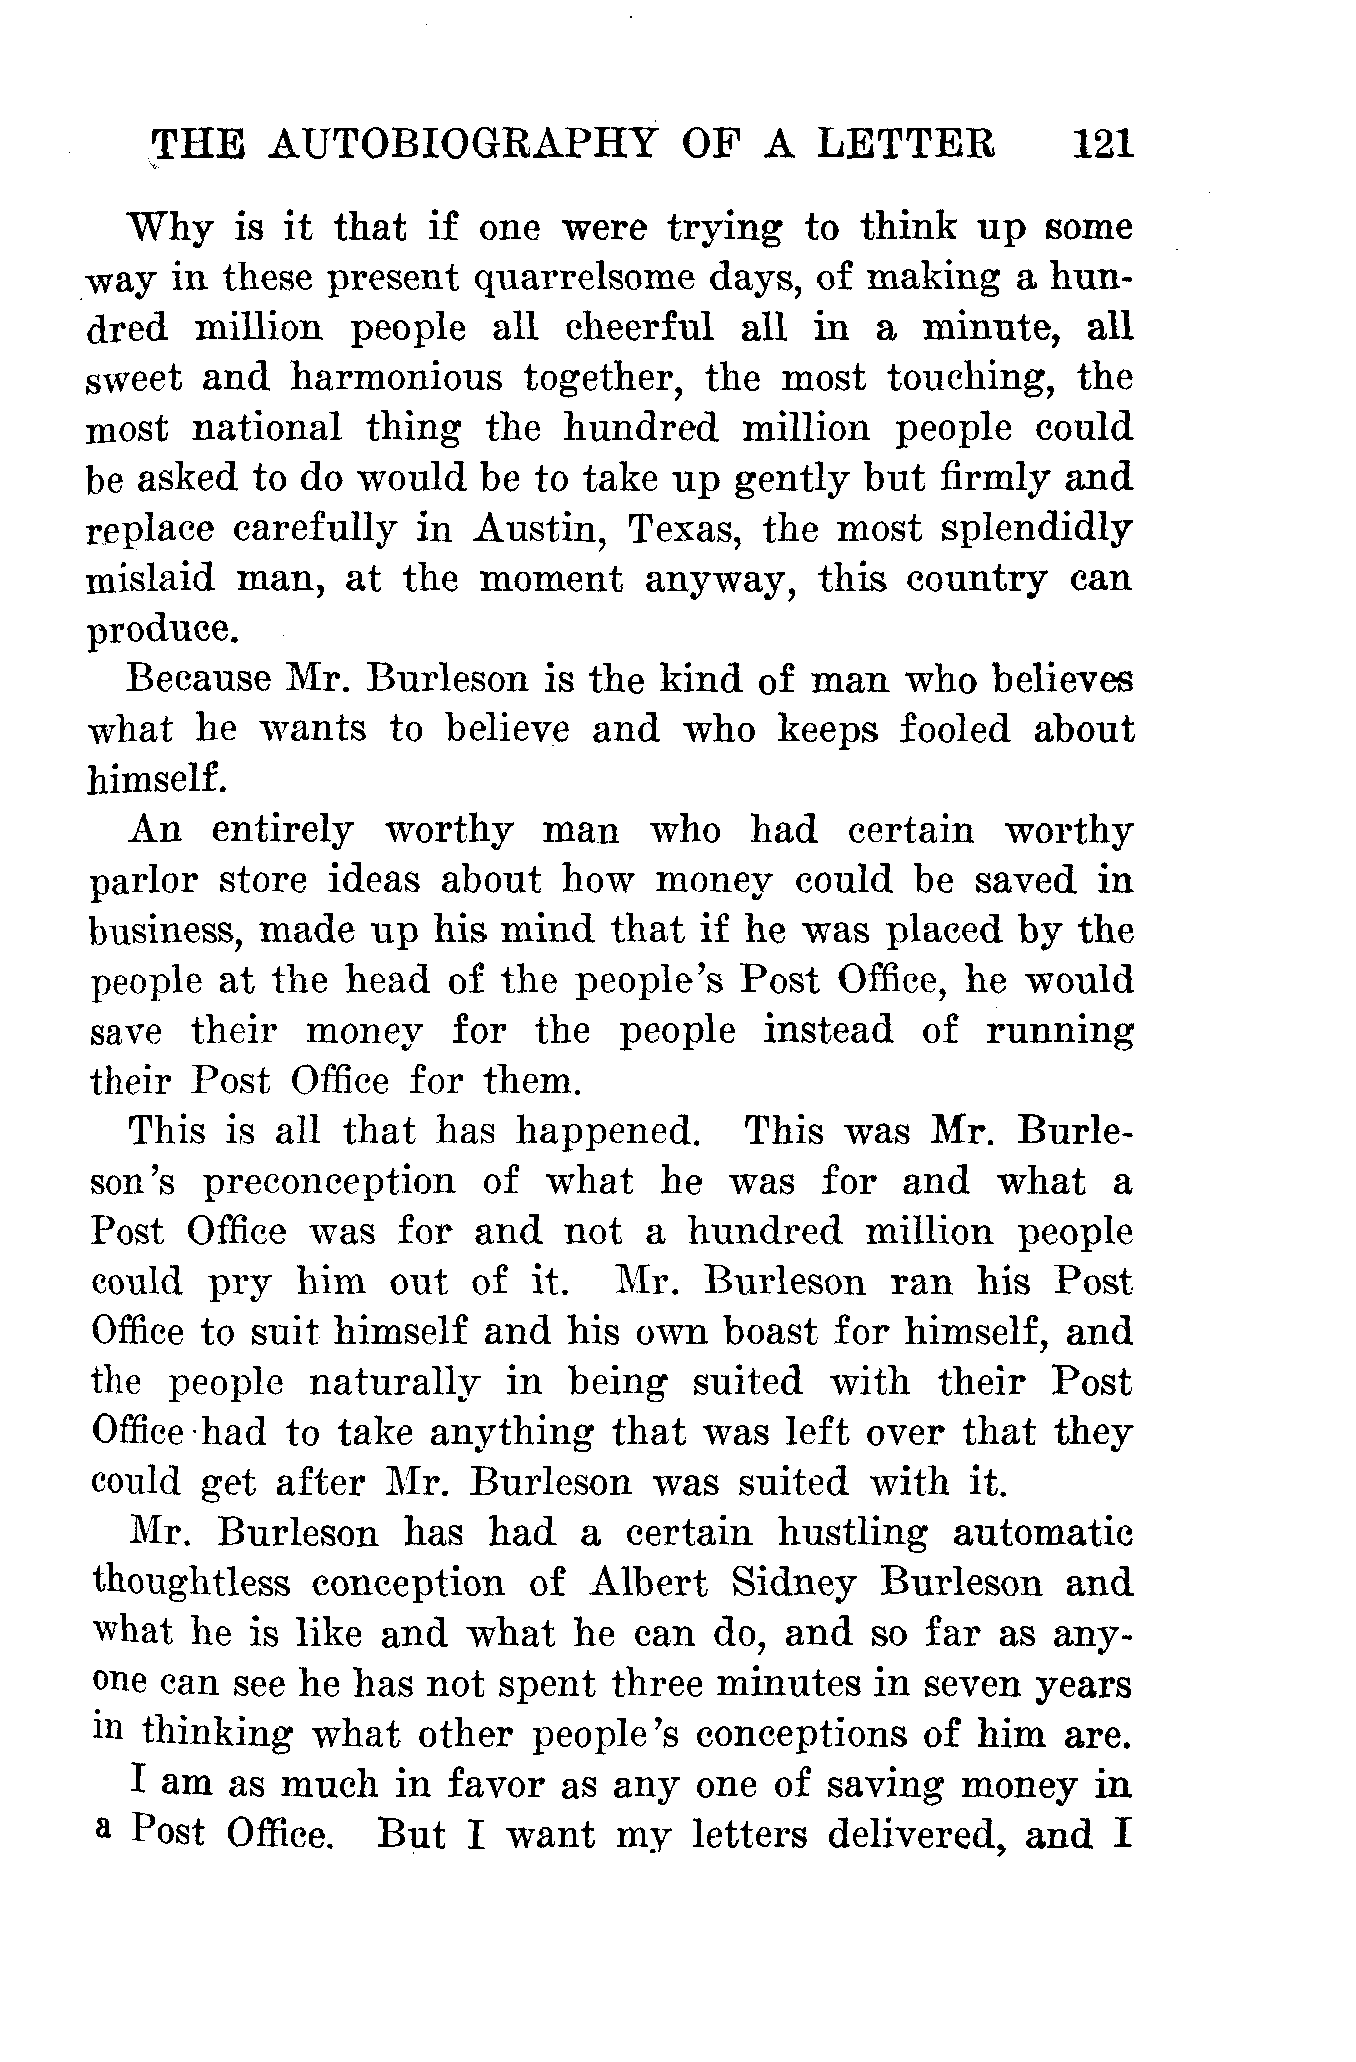 THE AUTOBIOGRAPHY OF A LETTER 121
Why is it that if one were trying to think up some
way in these present quarrelsome days, of making a hun-
dred million people all cheerful all in a minute, all
sweet and harmonious together, the most touching, the
most national thing the hundred million people could
be asked to do would be to take up gently but firmly and
replace carefully in Austin, Texas, the most splendidly
mislaid man, at the moment anyway, this country can
produce.
Because Mr. Burleson is the kind of man who believes
what he wants to believe and who keeps fooled about
himself.
An entirely worthy man who had certain worthy
parlor store ideas about how money could be saved in
business, made up his mind that if he was placed by the
people at the head of the people's Post Office, he would
save their money for the people instead of running
their Post Office for them.
This is all that has happened. This was Mr. Burle-
son's preconception of what he was for and what a
Post Office was for and not a hundred million people
could pry him out of it. Mr. Burleson ran his Post
Office to suit himself and his own boast for himself, and
the people naturally in being suited with their Post
Office had to take anything that was left over that they
could get after Mr. Burleson was suited with it.
Mr. Burleson has had a certain hustling automatic
thoughtless conception of Albert Sidney Burleson and
what he is like and what he can do, and so far as any-
one can see he has not spent three minutes in seven years
in thinking what other people's conceptions of him are.
I am as much in favor as any one of saving money in
a Post Office. But I want my letters delivered, and I